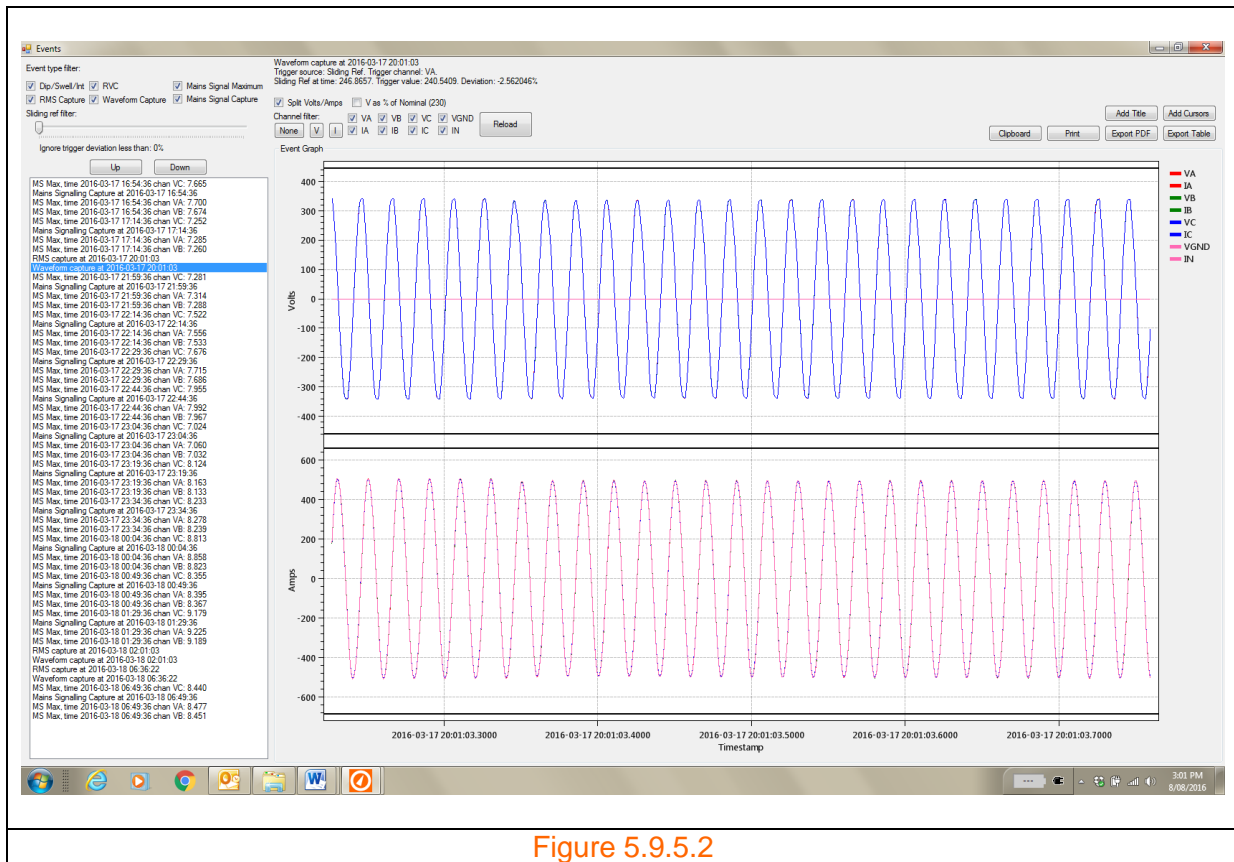 Events
Event type filter:
Dip/Swell/Int RVC Mains Signal Maximum
RMS Capture Waveform Capture Mains Signal Capture
Sliding ref filter:
Ignore trigger deviation less than: 0%
Up Down
MS Max, time 2016-03-17 16:54:36 chan VC: 7.665
Mains Signalling Capture at 2016-03-17 16:54:36
MS Max, time 2016-03-17 16:54:36 chan VA: 7.700
MS Max, time 2016-03-17 16:54:36 chan VB: 7.674
MS Max, time 2016-03-17 17:14:36 chan VC: 7.252
Mains Signalling Capture at 2016-03-17 17:14:36
MS Max, time 2016-03-17 17:14:36 chan VA: 7.285
MS Max, time 2016-03-17 17:14:36 chan VB: 7.260
RMS capture at 2016-03-17 20:01:03
Waveform capture at 2016-03-17 20:01:03
MS Max, time 2016-03-17 21:59:36 chan VC: 7.281
Mains Signalling Capture at 2016-03-17 21:59:36
MS Max, time 2016-03-17 21:59:36 chan VA: 7.314
MS Max, time 2016-03-17 21:59:36 chan VB: 7.288
MS Max, time 2016-03-17 22:14:36 chan VC: 7.522
Mains Signalling Capture at 2016-03-17 22:14:36
MS Max, time 2016-03-17 22:14:36 chan VA: 7.556
MS Max, time 2016-03-17 22:14:36 chan VB: 7.533
MS Max, time 2016-03-17 22:29:36 chan VC: 7.676
Mains Signalling Capture at 2016-03-17 22:29:36
MS Max, time 2016-03-17 22:29:36 chan VA: 7.715
MS Max, time 2016-03-17 22:29:36 chan VB: 7.686
MS Max, time 2016-03-17 22:44:36 chan VC: 7.955
Mains Signalling Capture at 2016-03-17 22:44:36
MS Max, time 2016-03-17 22:44:36 chan VA: 7.992
MS Max, time 2016-03-17 22:44:36 chan VB: 7.967
MS Max, time 2016-03-17 23:04:36 chan VC: 7.024
Mains Signalling Capture at 2016-03-17 23:04:36
MS Max, time 2016-03-17 23:04:36 chan VA: 7.060
MS Max, time 2016-03-17 23:04:36 chan VB: 7.032
MS Max, time 2016-03-17 23:19:36 chan VC: 8.124
Mains Signalling Capture at 2016-03-17 23:19:36
MS Max, time 2016-03-17 23:19:36 chan VA: 8.163
MS Max, time 2016-03-17 23:19:36 chan VB: 8.133
MS Max, time 2016-03-17 23:34:36 chan VC: 8.233
Mains Signalling Capture at 2016-03-17 23:34:36
MS Max, time 2016-03-17 23:34:36 chan VA: 8.278
MS Max, time 2016-03-17 23:34:36 chan VB: 8.239
MS Max, time 2016-03-18 00:04:36 chan VC: 8.813
Mains Signalling Capture at 2016-03-18 00:04:36
MS Max, time 2016-03-18 00:04:36 chan VA: 8.858
MS Max, time 2016-03-18 00:04:36 chan VB: 8.823
MS Max, time 2016-03-18 00:49:36 chan VC: 8.355
Mains Signalling Capture at 2016-03-18 00:49:36
MS Max, time 2016-03-18 00:49:36 chan VA: 8.395
MS Max, time 2016-03-18 00:49:36 chan VB: 8.367
MS Max, time 2016-03-18 01:29:36 chan VC: 9.179
Mains Signalling Capture at 2016-03-18 01:29:36
MS Max, time 2016-03-18 01:29:36 chan VA: 9.225
MS Max, time 2016-03-18 01:29:36 chan VB: 9.189
RMS capture at 2016-03-18 02:01:03
Waveform capture at 2016-03-18 02:01:03
RMS capture at 2016-03-18 06:36:22
Waveform capture at 2016-03-18 06:36:22
MS Max, time 2016-03-18 06:49:36 chan VC: 8.440
Mains Signalling Capture at 2016-03-18 06:49:36
MS Max, time 2016-03-18 06:49:36 chan VA: 8.477
MS Max, time 2016-03-18 06:49:36 chan VB: 8.451
Waveform capture at 2016-03-17 20:01:03
Trigger source: Sliding Ref. Trigger channel: VA.
Sliding Ref at time: 246.8657. Trigger value: 240.5409. Deviation: -2.562046%
Split Volts/Amps V as % of Nominal (230)
Channel filter: VA VB VC VGND
None V I IA IB IC IN Reload
Add Title Add Cursors
Clipboard Print Export PDF Export Table
Event Graph
400
300
200
100
0
-100
-200
-300
-400
Volts
600
400
200
0
-200
-400
-600
Amps
2016-03-17 20:01:03.3000 2016-03-17 20:01:03.4000 2016-03-17 20:01:03.5000 2016-03-17 20:01:03.6000 2016-03-17 20:01:03.7000
Timestamp
VA
IA
VB
IB
VC
IC
VGND
IN
3:01 PM
8/08/2016
Figure 5.9.5.2